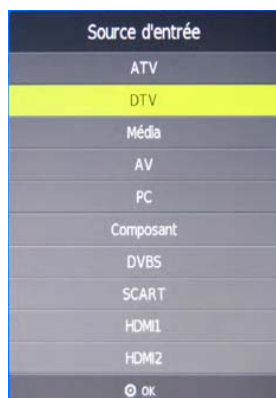 Source d'entrée
ATV
DTV
Média
AV
PC
Composant
DVBS
SCART
HDMI1
HDMI2
OK